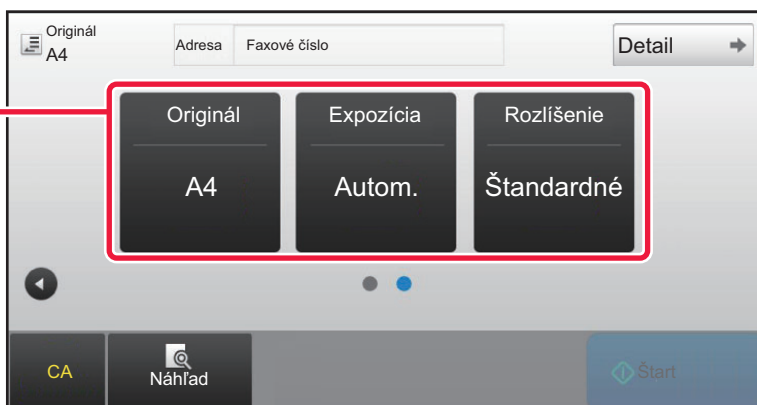 Originál
A4
Adresa
Faxové číslo
Detail
Originál
Expozícia
Rozlíšenie
A4
Autom.
Štandardné
CA
Náhľad
Štart